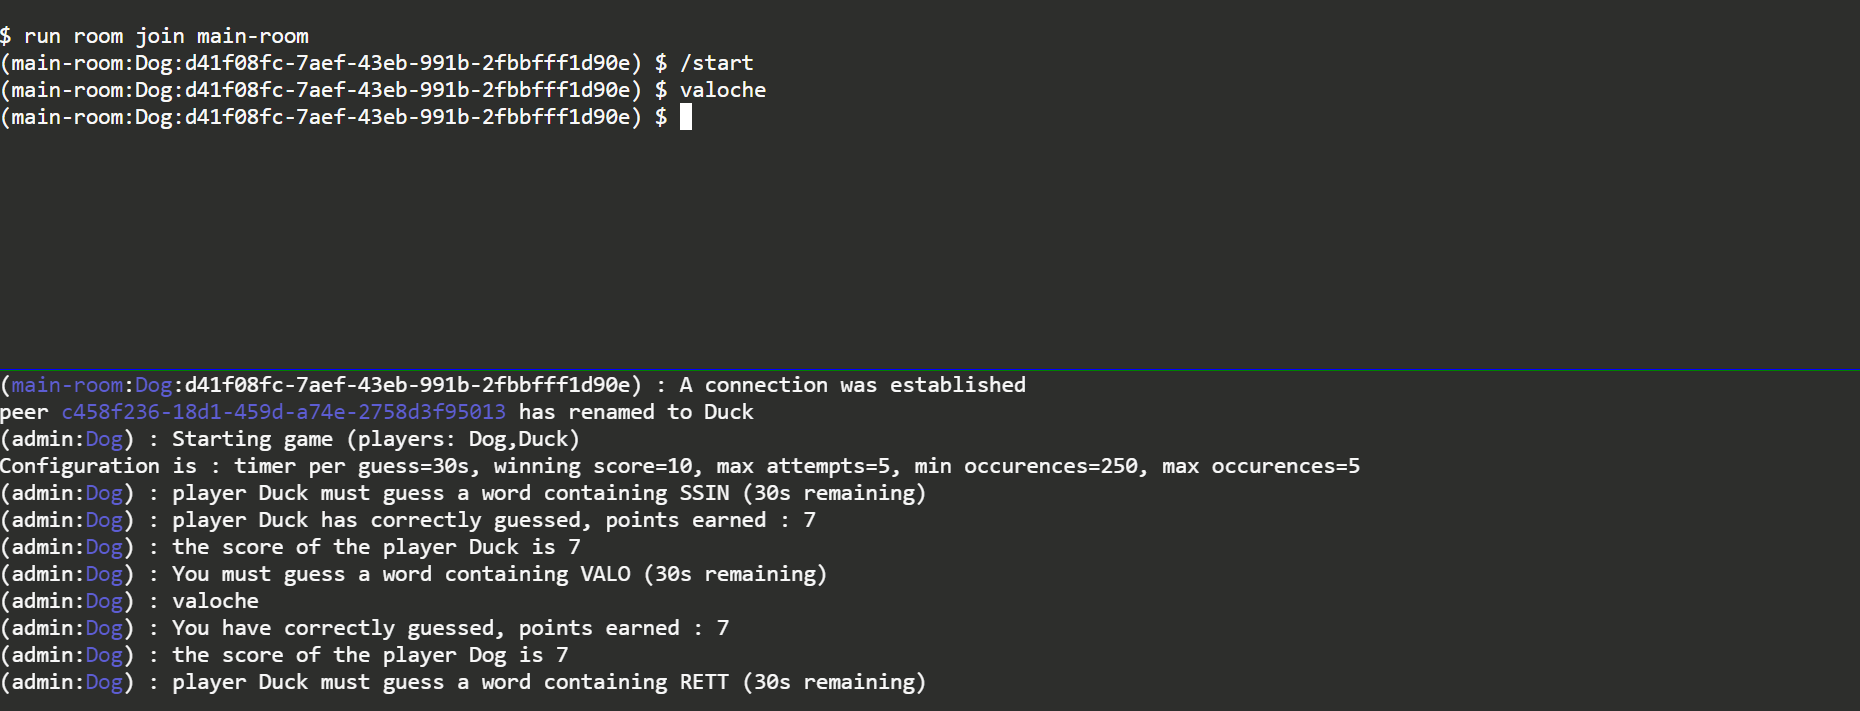 $ run room join main-room
(main-room:Dog:d41f08fc-7aef-43eb-991b-2fbbfff1d90e) $ /start
(main-room:Dog:d41f08fc-7aef-43eb-991b-2fbbfff1d90e) $ valoche
(main-room:Dog:d41f08fc-7aef-43eb-991b-2fbbfff1d90e) $
(main-room:Dog:d41f08fc-7aef-43eb-991b-2fbbfff1d90e) : A connection was established
peer c458f236-18d1-459d-a74e-2758d3f95013 has renamed to Duck
(admin:Dog) : Starting game (players: Dog,Duck)
Configuration is : timer per guess=30s, winning score=10, max attempts=5, min occurences=250, max occurences=5
(admin:Dog) : player Duck must guess a word containing SSIN (30s remaining)
(admin:Dog) : player Duck has correctly guessed, points earned : 7
(admin:Dog) : the score of the player Duck is 7
(admin:Dog) : You must guess a word containing VALO (30s remaining)
(admin:Dog) : valoche
(admin:Dog) : You have correctly guessed, points earned : 7
(admin:Dog) : the score of the player Dog is 7
(admin:Dog) : player Duck must guess a word containing RETT (30s remaining)